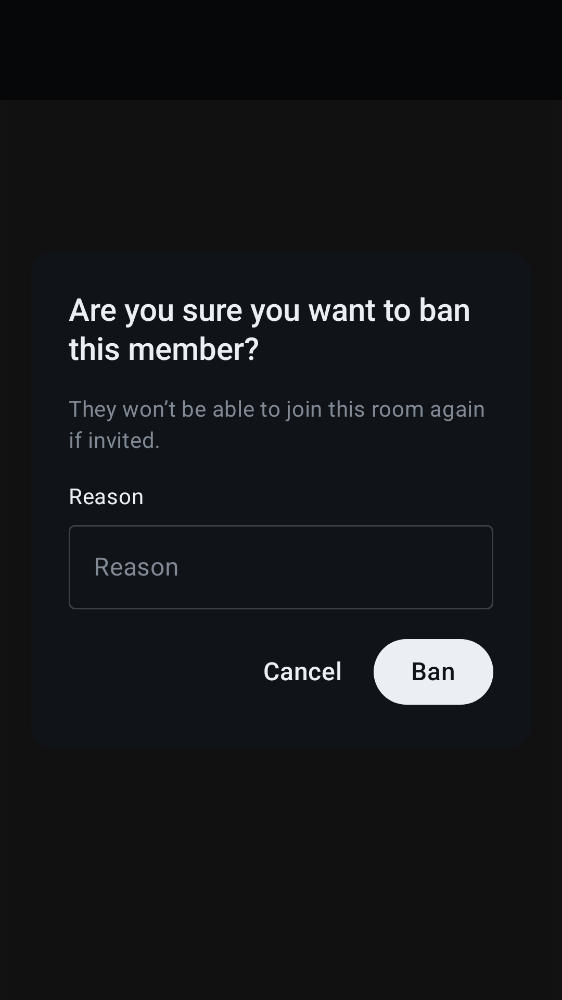 Are you sure you want to ban
this member?
They won’t be able to join this room again
if invited.
Reason
Reason
Cancel
Ban